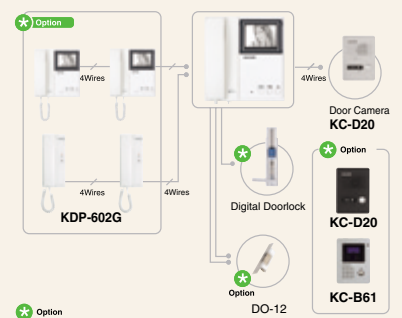 Option
4Wires
4Wires
4Wires
Door Camera
KC-D20
Option
4Wires
4Wires
KDP-602G
Digital Doorlock
KC-D20
Option
DO-12
KC-B61
Option